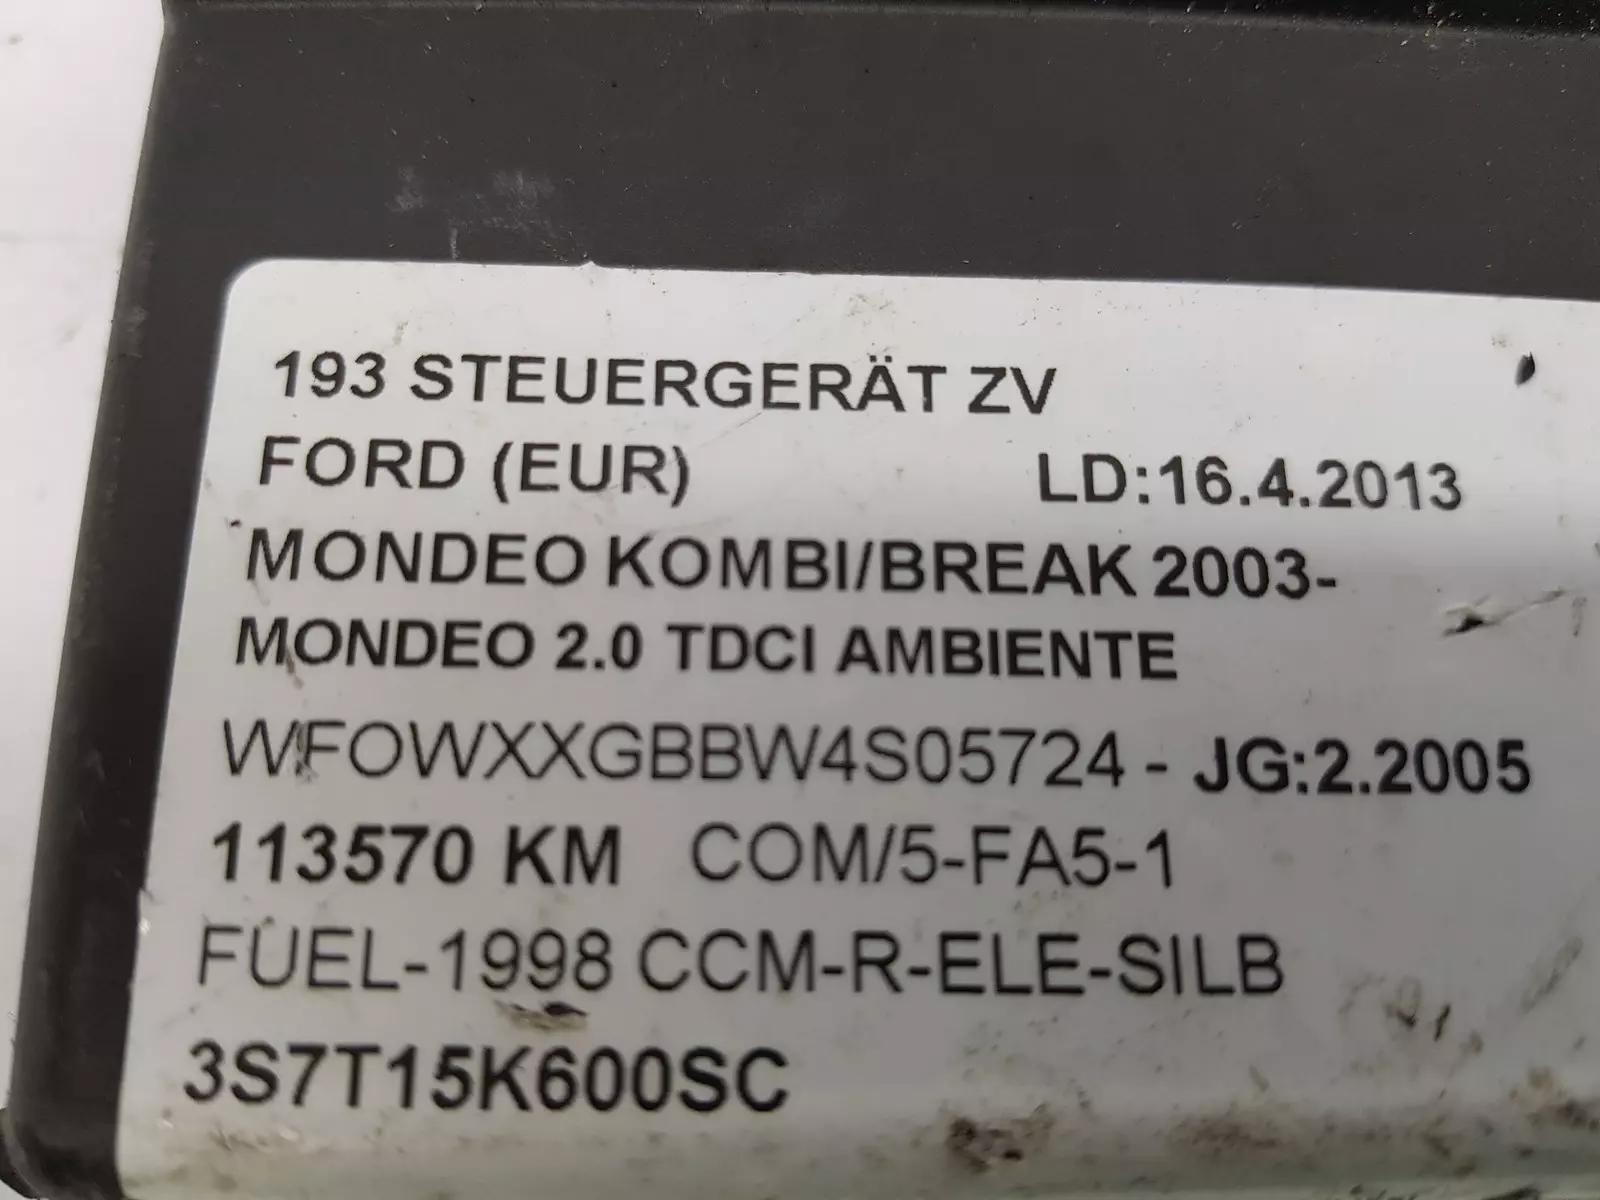 193 STEUERGERÄT ZV
FORD (EUR) LD:16.4.2013
MONDEO KOMBI/BREAK 2003-
MONDEO 2.0 TDCI AMBIENTE
WFOWXXGBBW4S05724 - JG:2.2005
113570 KM COM/5-FA5-1
FUEL-1998 CCM-R-ELE-SILB
3S7T15K600SC